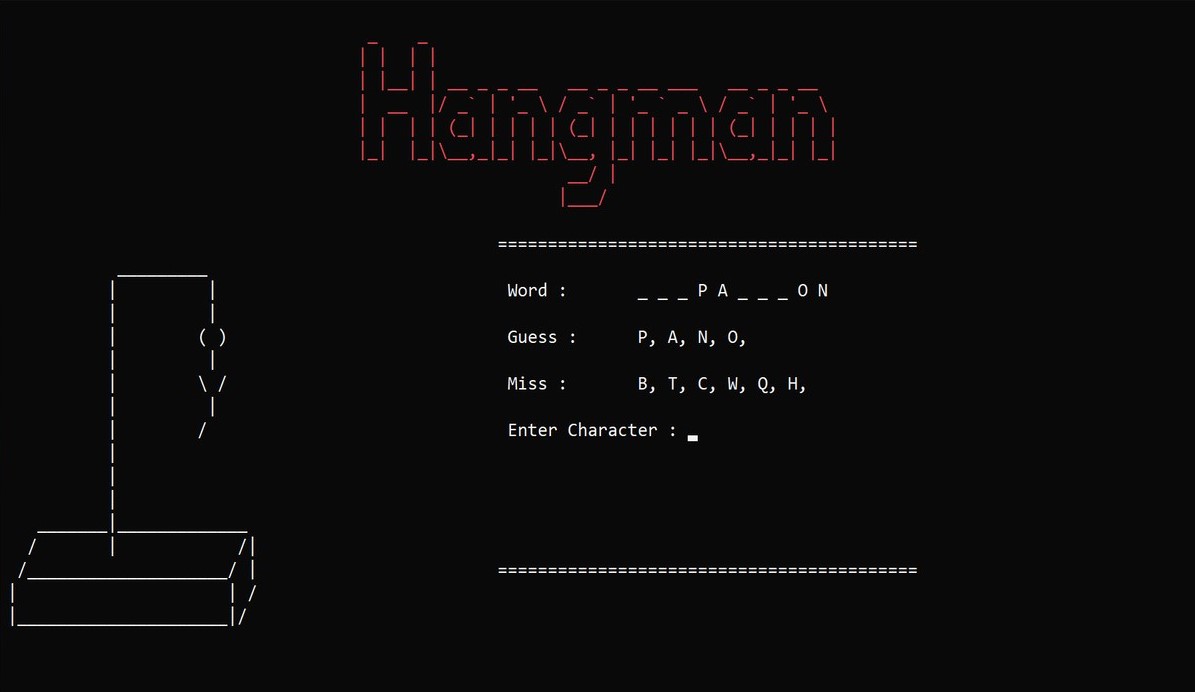 Hangman
Word : _ _ _ P A _ _ _ O N
Guess : P, A, N, O,
Miss : B, T, C, W, Q, H,
Enter Character :